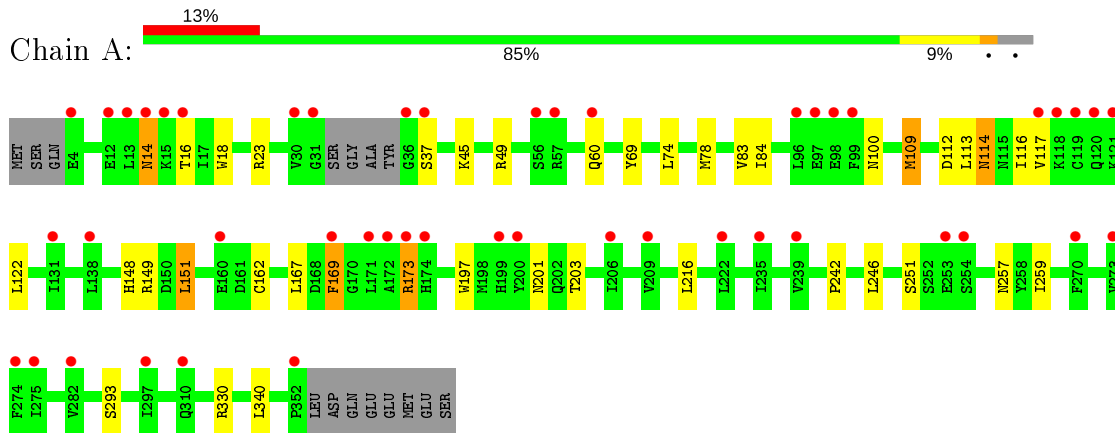 13%
Chain A:
85% 9% • •
MET SER GLN E4 E12 L13 N14 K15 T16 I17 W18 R23 V30 G31 SER GLY ALA TYR G36 S37 K45 R49 S56 R57 Q60 Y69 L74 M78 V83 I84 L96 E97 E98 F99 V100 M109 D112 L113 N114 N115 I116 V117 K118 C119 Q120 K121
L122 I131 L138 H148 R149 D150 L151 E160 D161 C162 L167 D168 F169 G170 L171 A172 R173 H174 W197 M198 H199 Y200 N201 Q202 T203 I206 V209 L216 L222 I235 V239 P242 L246 S251 S252 E253 S254 N257 Y258 I259 F270 V273
F274 I275 V282 S293 I297 Q310 R330 L340 P352 LEU ASP GLN GLU GLU MET GLU SER